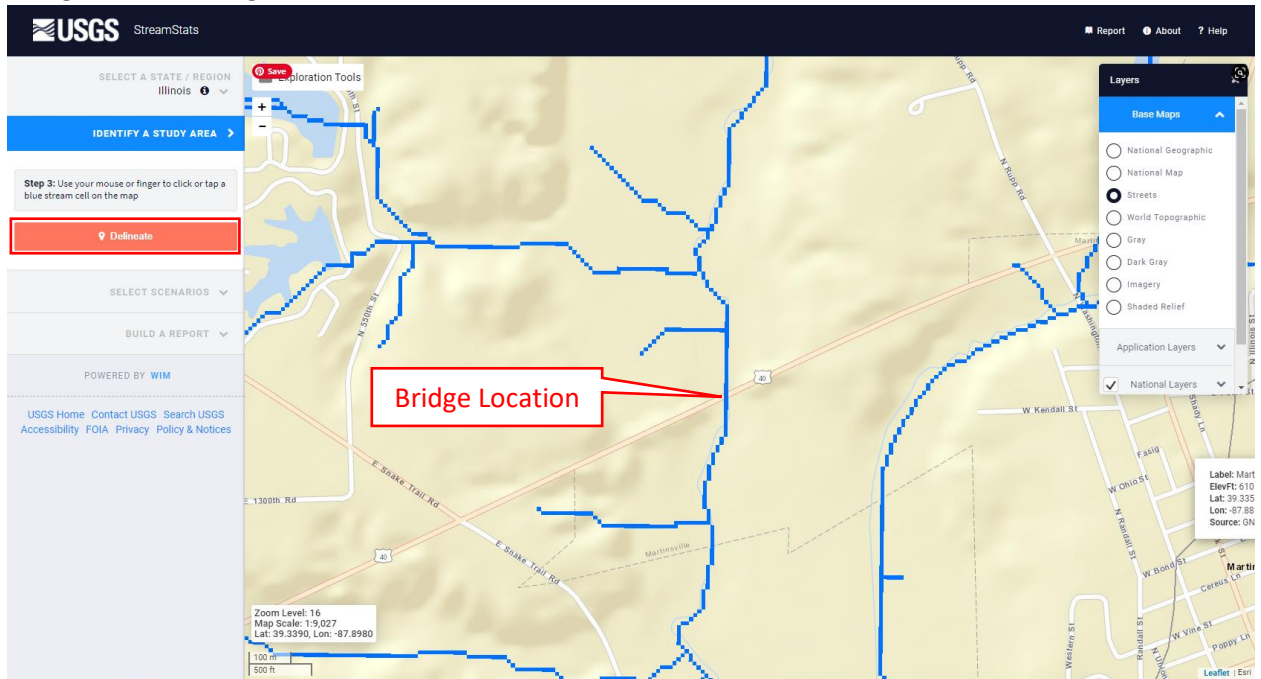 USGS StreamStats
Report About ? Help
SELECT A STATE / REGION
Illinois
IDENTIFY A STUDY AREA
Step 3: Use your mouse or finger to click or tap a
blue stream cell on the map
Delineate
SELECT SCENARIOS
BUILD A REPORT
POWERED BY WIM
USGS Home Contact USGS Search USGS
Accessibility FOIA Privacy Policy & Notices
Save
Exploration Tools
+
-
N 550th St
N Rupp Rd
N Rupp Rd
40
Bridge Location
W Kendall St
E Snake Trail Rd
E 1300th Rd
40
E Snake Trail Rd
Martinsville
Zoom Level: 16
Map Scale: 1:9,027
Lat: 39.3390, Lon: -87.8980
100 m
500 ft
Layers
Base Maps
National Geographic
National Map
Streets
World Topographic
Gray
Dark Gray
Imagery
Shaded Relief
Application Layers
National Layers
Shady Ln
Fasig
W Ohio St
Label: Mart
ElevFt: 610
Lat: 39.335
Lon: -87.88
Source: GN
N Randall St
W Bond St
Martin
Cereus Ln
W Vine St
Poppy Ln
Western St
Randall St
Leaflet | Esri